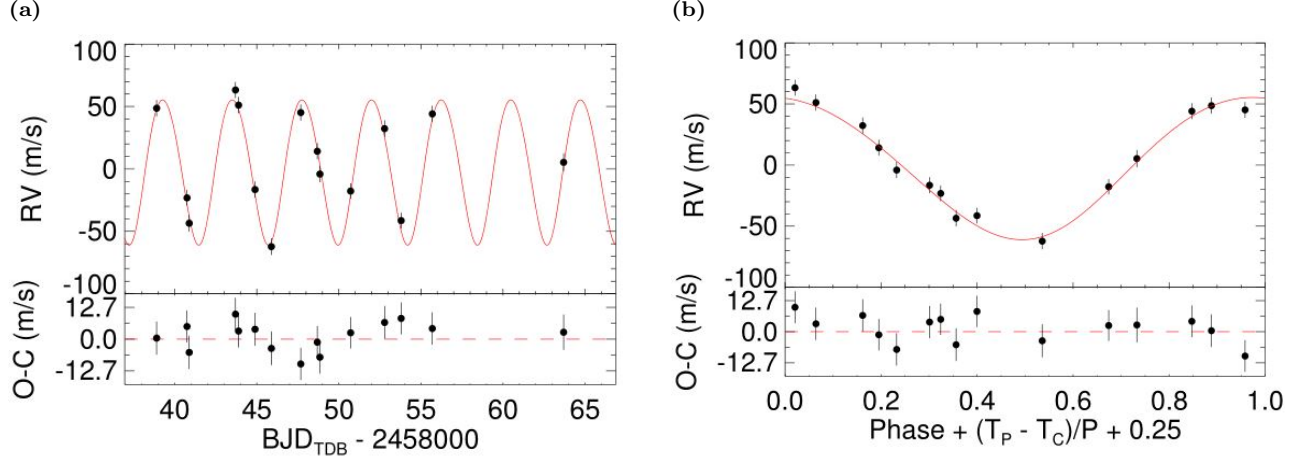 (a)
100
50
0
-50
-100
RV (m/s)
12.7
0.0
-12.7
O-C (m/s)
40 45 50 55 60 65
BJD_TDB - 2458000
(b)
100
50
0
-50
-100
RV (m/s)
12.7
0.0
-12.7
O-C (m/s)
0.0 0.2 0.4 0.6 0.8 1.0
Phase + (T_P - T_C)/P + 0.25